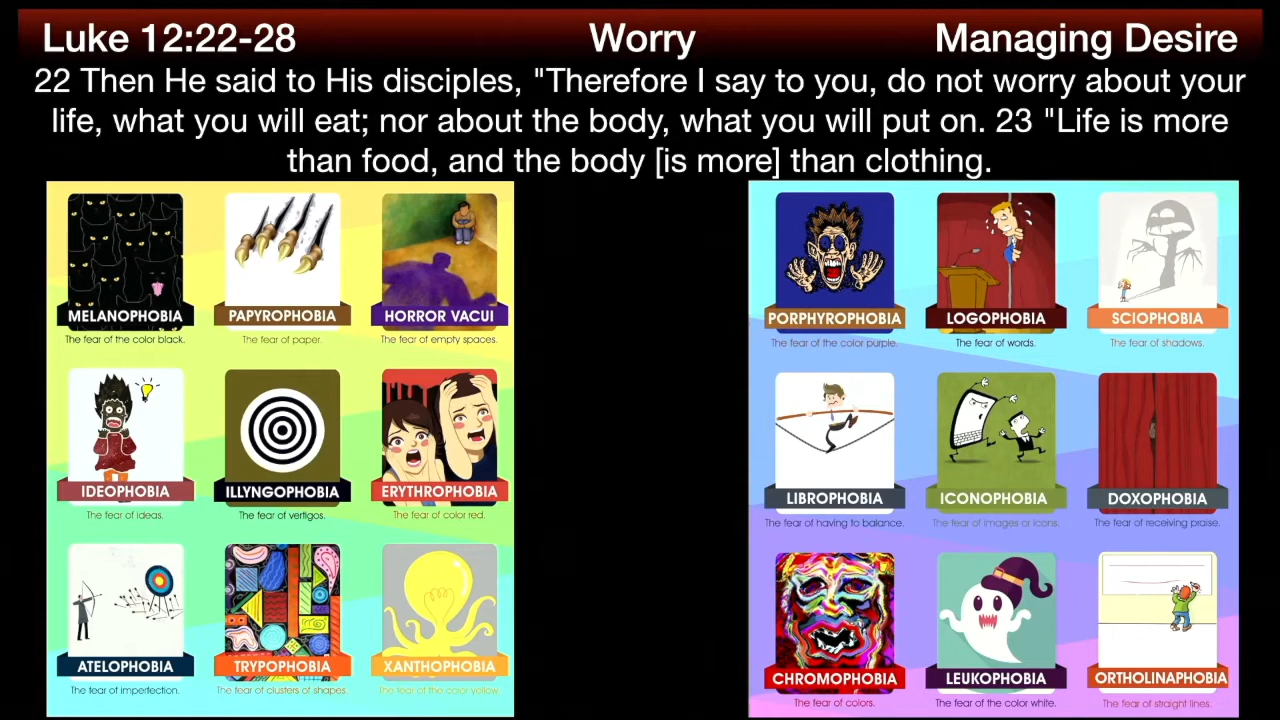 Luke 12:22-28 Worry Managing Desire
22 Then He said to His disciples, "Therefore I say to you, do not worry about your
life, what you will eat; nor about the body, what you will put on. 23 "Life is more
than food, and the body [is more] than clothing.
MELANOPHOBIA PAPYROPHOBIA HORROR VACUI
The fear of the color black. The fear of paper. The fear of empty spaces.
IDEOPHOBIA ILLYNGOPHOBIA ERYTHROPHOBIA
The fear of ideas. The fear of vertigos. The fear of color red.
ATELOPHOBIA TRYPOPHOBIA XANTHOPHOBIA
The fear of imperfection. The fear of clusters of shapes. The fear of the color yellow
PORPHYROPHOBIA LOGOPHOBIA SCIOPHOBIA
The fear of the color purple. The fear of words. The fear of shadows.
LIBROPHOBIA ICONOPHOBIA DOXOPHOBIA
The fear of having to balance. The fear of images or icons. The fear of receiving praise.
CHROMOPHOBIA LEUKOPHOBIA ORTHOLINAPHOBIA
The fear of colors. The fear of the color white. The fear of straight lines.